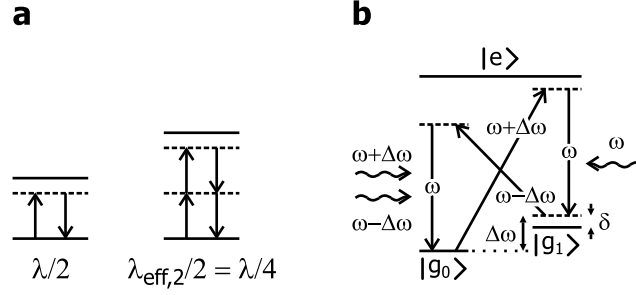 a
λ/2
λeff,2/2 = λ/4
b
|e>
ω+Δω
ω
ω−Δω
ω
ω+Δω
ω−Δω
ω
Δω
δ
|g0>
|g1>